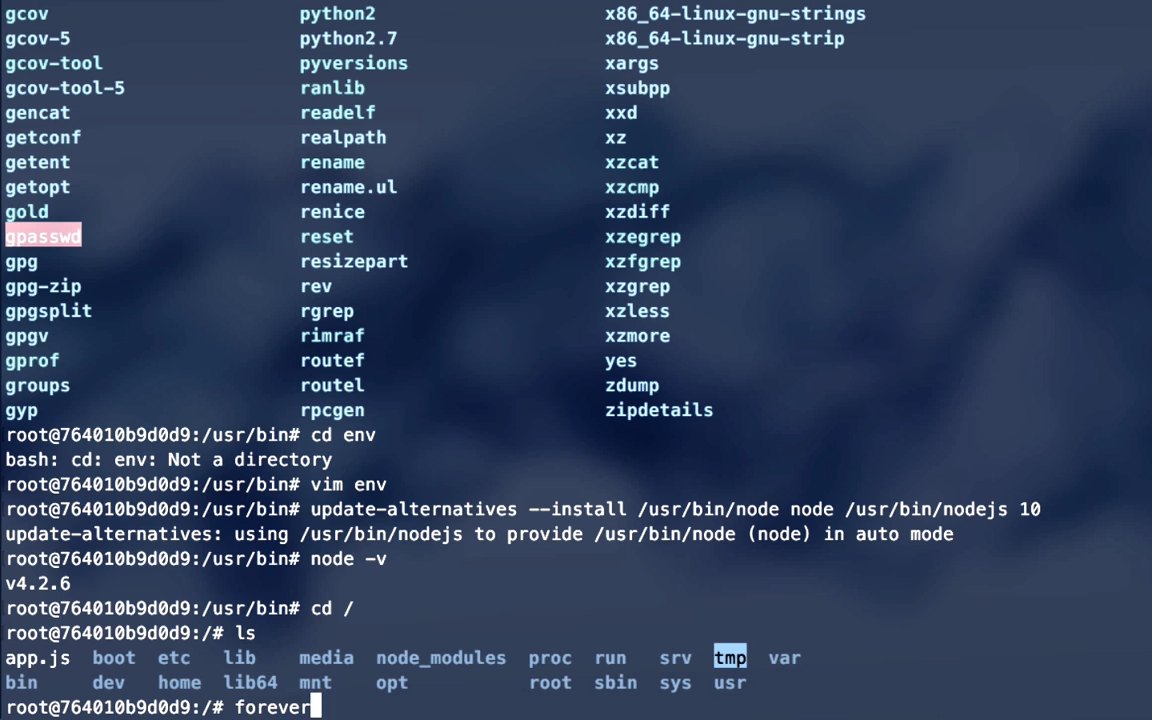 gcov python2 x86_64-linux-gnu-strings
gcov-5 python2.7 x86_64-linux-gnu-strip
gcov-tool pyversions xargs
gcov-tool-5 ranlib xsubpp
gencat readelf xxd
getconf realpath xz
getent rename xzcat
getopt rename.ul xzcmp
gold renice xzdiff
gpasswd reset xzegrep
gpg resizepart xzfgrep
gpg-zip rev xzgrep
gpgsplit rgrep xzless
gpgv rimraf xzmore
gprof routef yes
groups routel zdump
gyp rpcgen zipdetails
root@764010b9d0d9:/usr/bin# cd env
bash: cd: env: Not a directory
root@764010b9d0d9:/usr/bin# vim env
root@764010b9d0d9:/usr/bin# update-alternatives --install /usr/bin/node node /usr/bin/nodejs 10
update-alternatives: using /usr/bin/nodejs to provide /usr/bin/node (node) in auto mode
root@764010b9d0d9:/usr/bin# node -v
v4.2.6
root@764010b9d0d9:/usr/bin# cd /
root@764010b9d0d9:/# ls
app.js boot etc lib media node_modules proc run srv tmp var
bin dev home lib64 mnt opt root sbin sys usr
root@764010b9d0d9:/# forever